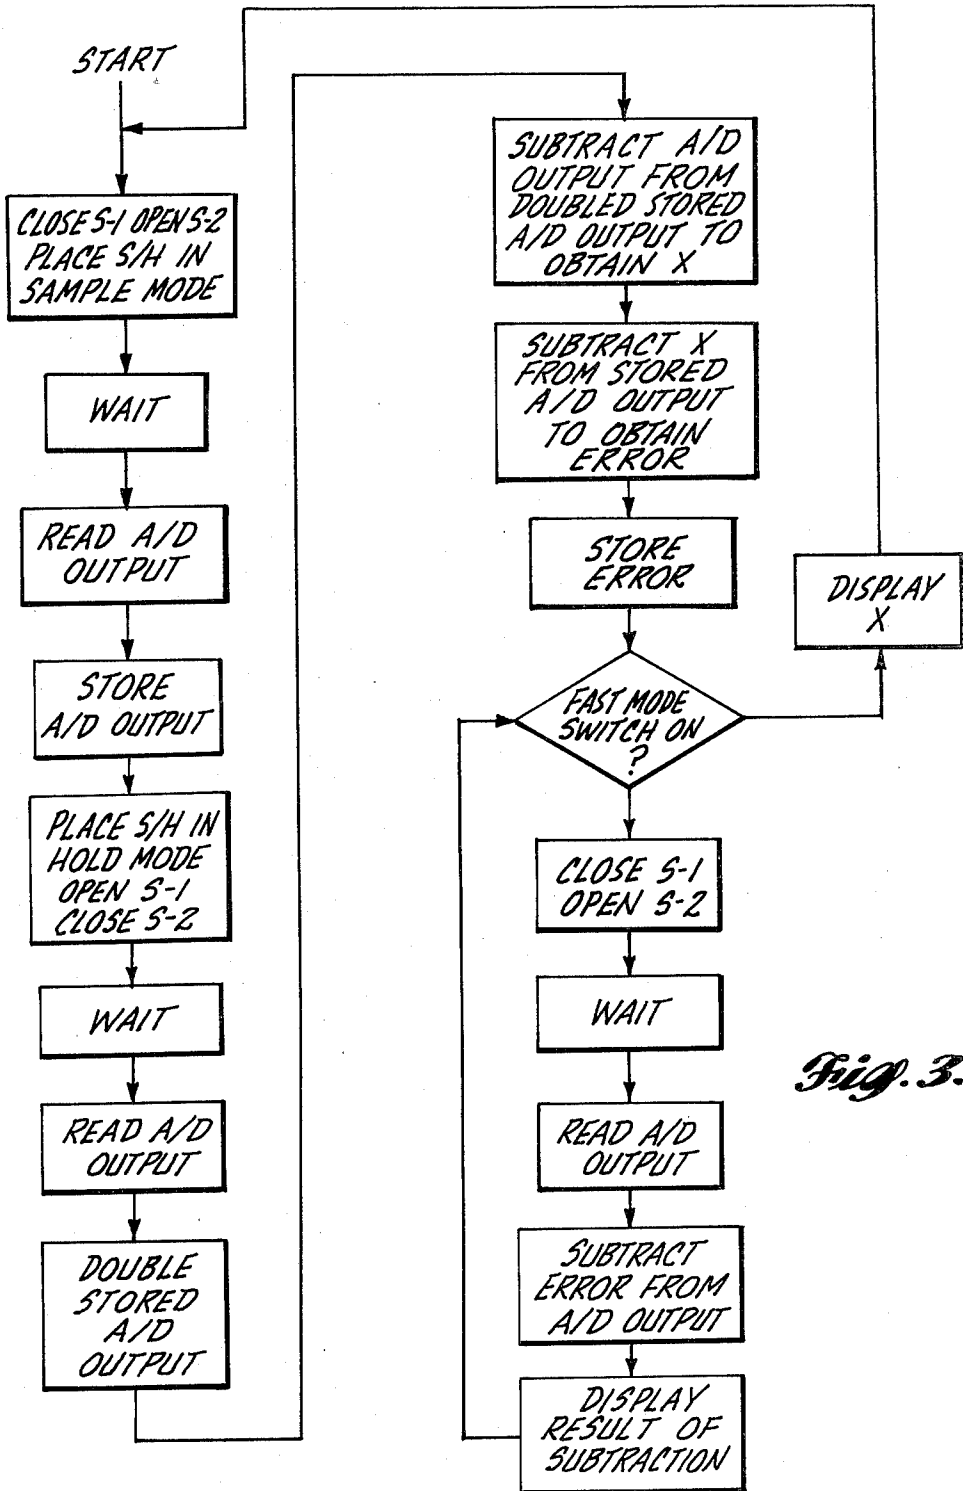 START
CLOSE S-1 OPEN S-2
PLACE S/H IN
SAMPLE MODE
WAIT
READ A/D
OUTPUT
STORE
A/D OUTPUT
PLACE S/H IN
HOLD MODE
OPEN S-1
CLOSE S-2
WAIT
READ A/D
OUTPUT
DOUBLE
STORED
A/D
OUTPUT
SUBTRACT A/D
OUTPUT FROM
DOUBLED STORED
A/D OUTPUT TO
OBTAIN X
SUBTRACT X
FROM STORED
A/D OUTPUT
TO OBTAIN
ERROR
STORE
ERROR
FAST MODE
SWITCH ON
?
DISPLAY
X
CLOSE S-1
OPEN S-2
WAIT
READ A/D
OUTPUT
SUBTRACT
ERROR FROM
A/D OUTPUT
DISPLAY
RESULT OF
SUBTRACTION
Fig. 3.